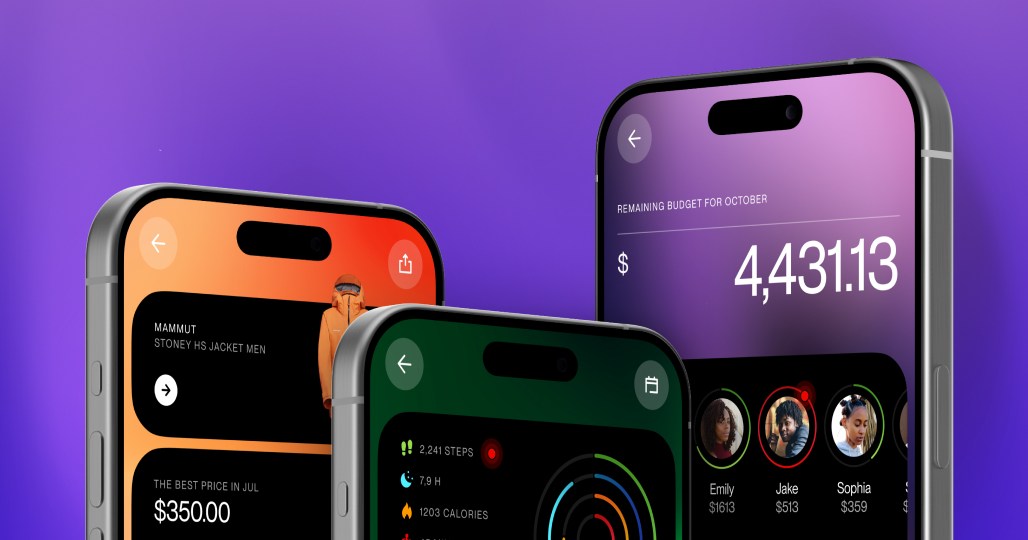 MAMMUT
STONEY HS JACKET MEN
THE BEST PRICE IN JUL
$350.00
2,241 STEPS
7,9 H
1203 CALORIES
REMAINING BUDGET FOR OCTOBER
$ 4,431.13
Emily Jake Sophia
$1613 $513 $359